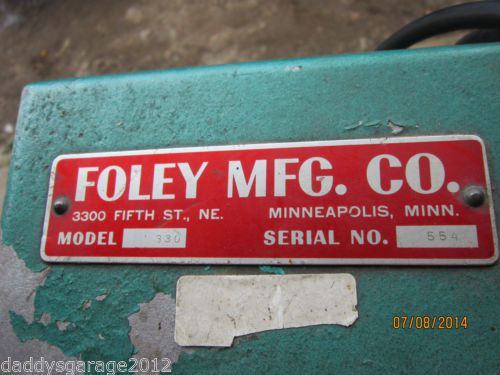 FOLEY MFG. CO.
3300 FIFTH ST., NE. MINNEAPOLIS, MINN.
MODEL 330 SERIAL NO. 554
07/08/2014
daddysgarage2012